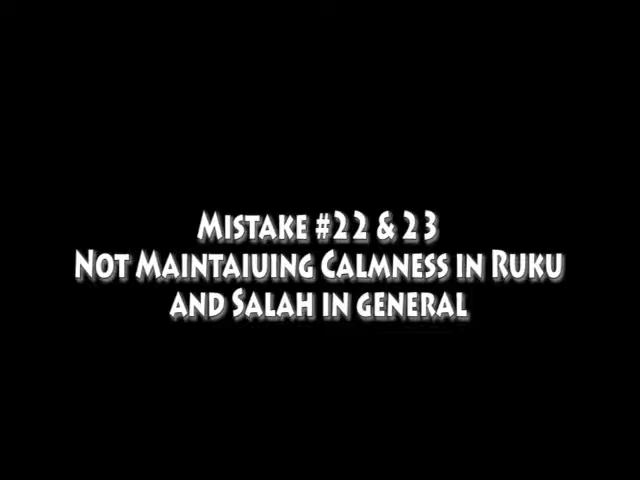 Mistake #22 & 23
Not Maintaiuing Calmness in Ruku
and Salah in general